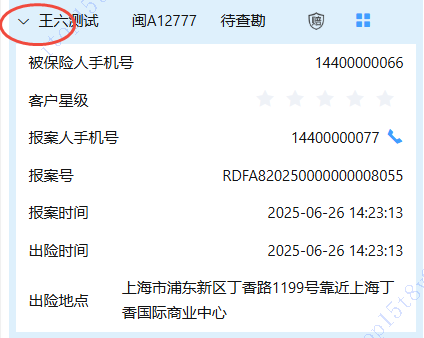 王六测试 闽A12777 待查勘 赔
被保险人手机号 14400000066
客户星级
报案人手机号 14400000077
报案号 RDFA820250000000008055
报案时间 2025-06-26 14:23:13
出险时间 2025-06-26 14:23:13
出险地点 上海市浦东新区丁香路1199号靠近上海丁
香国际商业中心